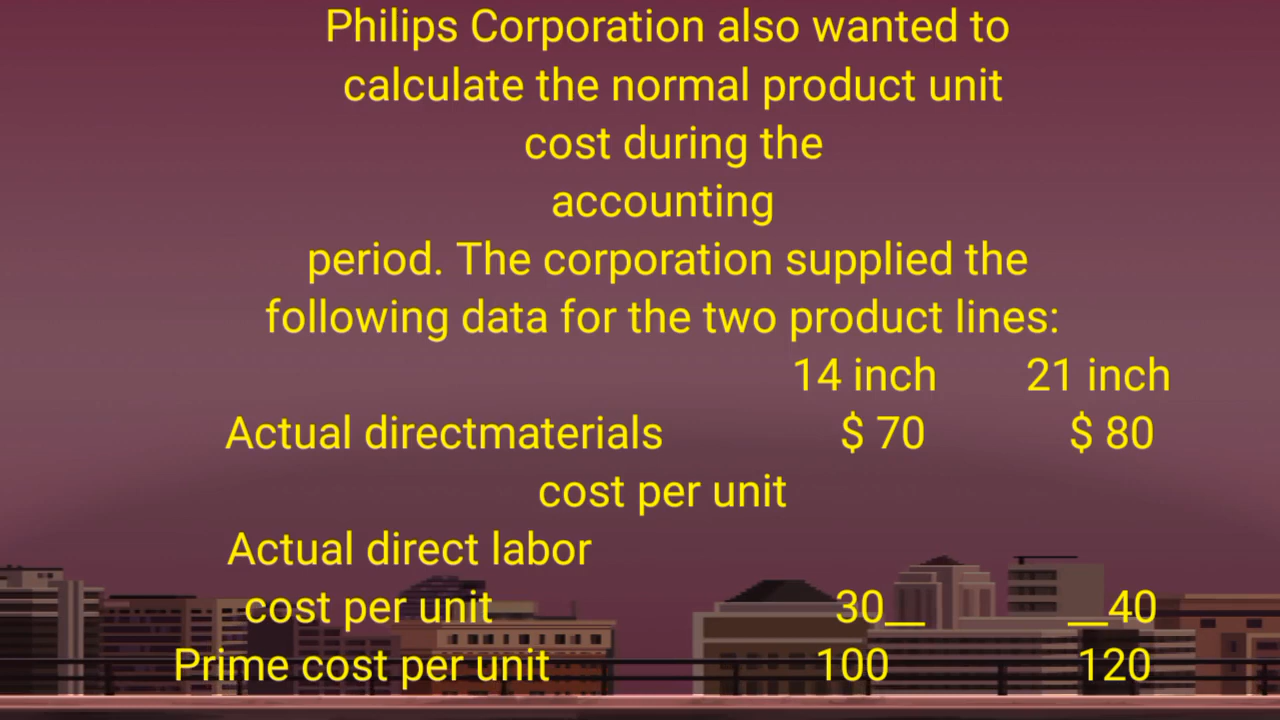 Philips Corporation also wanted to
calculate the normal product unit
cost during the
accounting
period. The corporation supplied the
following data for the two product lines:
14 inch 21 inch
Actual directmaterials $ 70 $ 80
cost per unit
Actual direct labor
cost per unit 30__ __40
Prime cost per unit 100 120